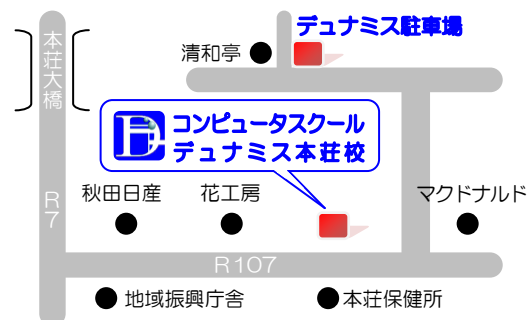 デュナミス駐車場
清和亭
本荘大橋
コンピュータスクール
デュナミス本荘校
秋田日産
花工房
マクドナルド
R7
R107
地域振興庁舎
本荘保健所